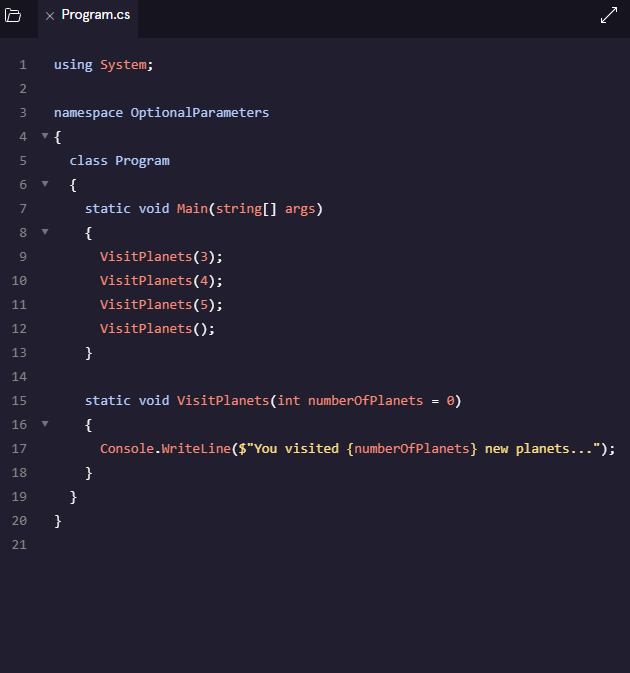 Program.cs
1 using System;
2
3 namespace OptionalParameters
4 {
5 class Program
6 {
7 static void Main(string[] args)
8 {
9 VisitPlanets(3);
10 VisitPlanets(4);
11 VisitPlanets(5);
12 VisitPlanets();
13 }
14
15 static void VisitPlanets(int numberOfPlanets = 0)
16 {
17 Console.WriteLine($"You visited {numberOfPlanets} new planets...");
18 }
19 }
20 }
21